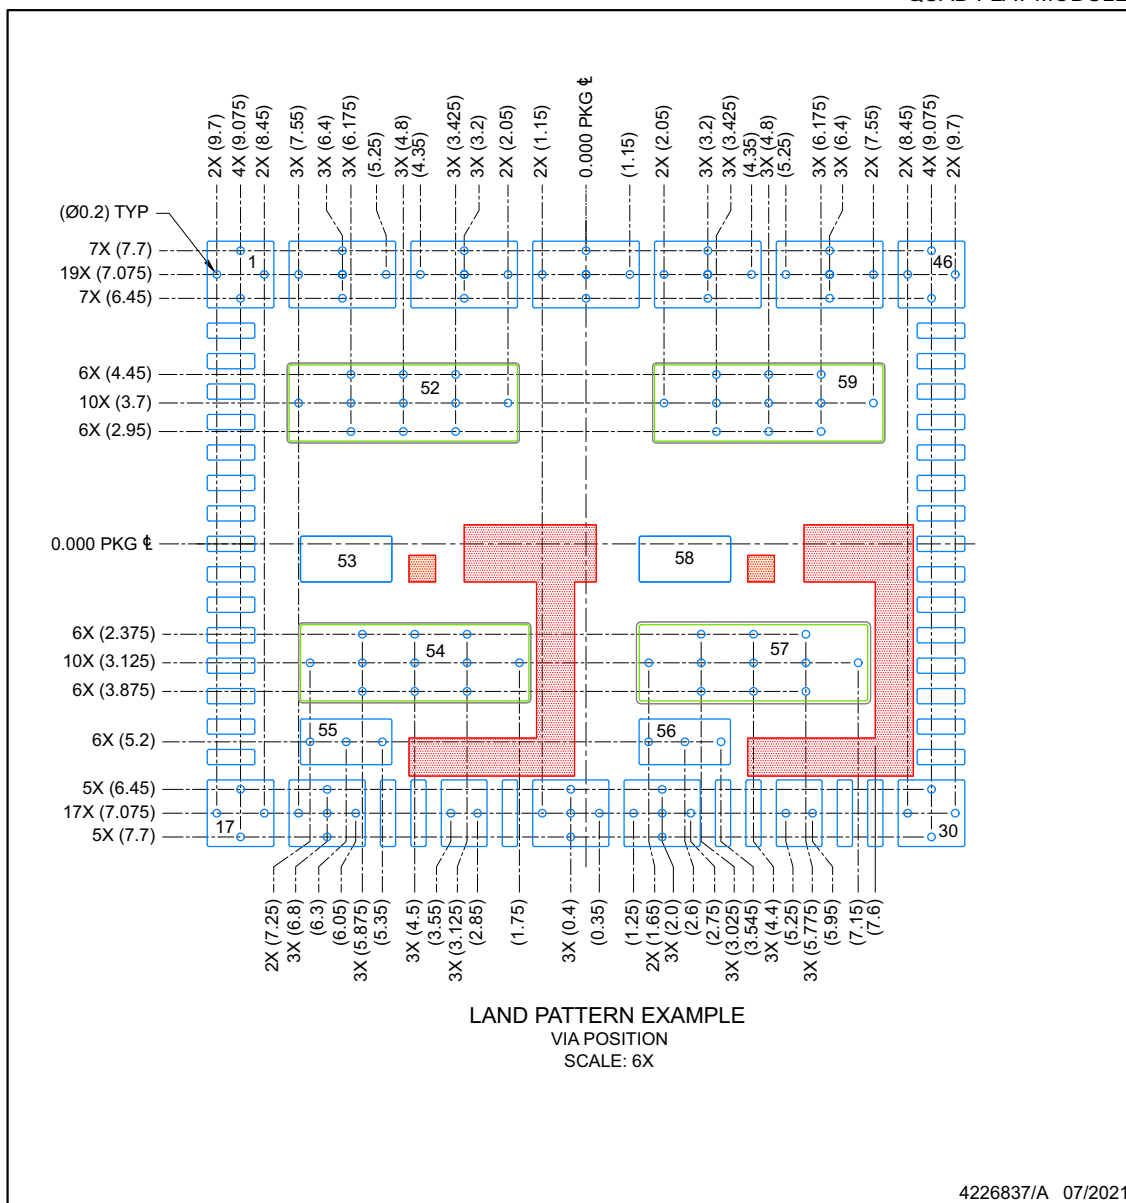 2X (9.7)
4X (9.075)
2X (8.45)
3X (7.55)
3X (6.4)
3X (6.175)
(5.25)
3X (4.8)
(4.35)
3X (3.425)
3X (3.2)
2X (2.05)
2X (1.15)
0.000 PKG ℄
(1.15)
2X (2.05)
3X (3.2)
3X (3.425)
(4.35)
3X (4.8)
(5.25)
3X (6.175)
3X (6.4)
2X (7.55)
2X (8.45)
4X (9.075)
2X (9.7)
(Ø0.2) TYP
7X (7.7)
1
46
19X (7.075)
7X (6.45)
6X (4.45)
52
59
10X (3.7)
6X (2.95)
0.000 PKG ℄
53
58
6X (2.375)
54
57
10X (3.125)
6X (3.875)
55
56
6X (5.2)
5X (6.45)
17X (7.075)
17
30
5X (7.7)
2X (7.25)
3X (6.8)
(6.3)
(6.05)
3X (5.875)
(5.35)
3X (4.5)
(3.55)
3X (3.125)
(2.85)
(1.75)
3X (0.4)
(0.35)
(1.25)
2X (1.65)
3X (2.0)
(2.6)
(2.75)
3X (3.025)
(3.545)
3X (4.4)
(5.25)
3X (5.775)
(5.95)
(7.15)
(7.6)
LAND PATTERN EXAMPLE
VIA POSITION
SCALE: 6X
4226837/A 07/2021